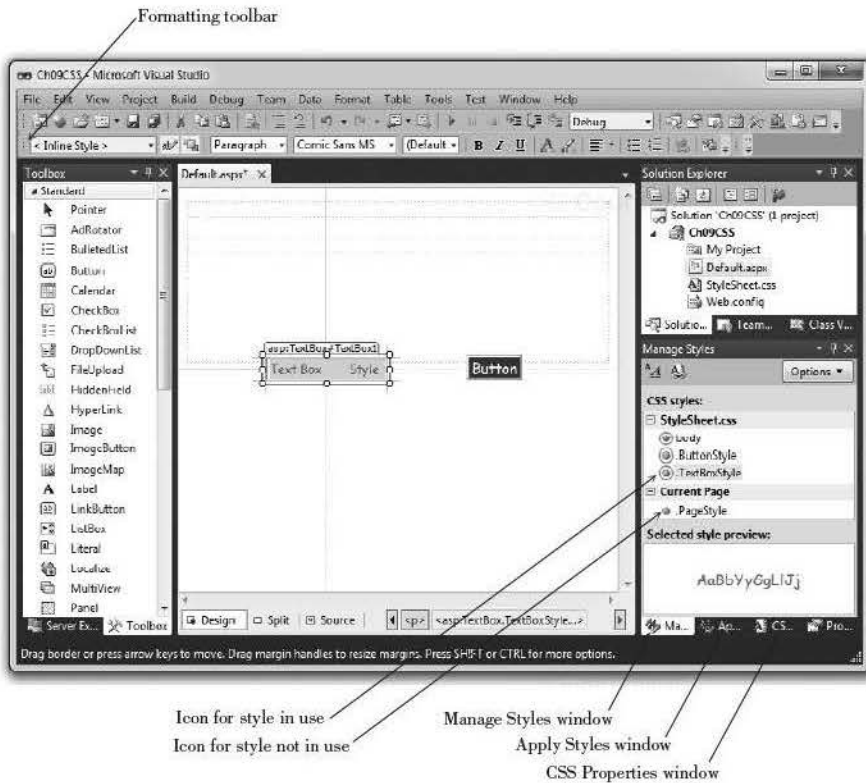 Formatting toolbar
Ch09CSS - Microsoft Visual Studio
File Edit View Project Build Debug Team Data Format Table Tools Test Window Help
Debug
< Inline Style > Paragraph Comic Sans MS (Default B I U A
Toolbox
Standard
Pointer
AdRotator
BulletedList
Button
Calendar
CheckBox
CheckBoxList
DropDownList
FileUpload
HiddenField
HyperLink
Image
ImageButton
ImageMap
Label
LinkButton
ListBox
Literal
Localize
MultiView
Panel
Server Ex... Toolbox
Default.aspx*
asp:TextBox#TextBox1
Text Box Style
Button
Design Split Source <p> <asp:TextBox.TextBoxStyle...>
Solution Explorer
Solution 'Ch09CSS' (1 project)
Ch09CSS
My Project
Default.aspx
StyleSheet.css
Web.config
Solutio... Team... Class V...
Manage Styles
Options
CSS styles:
StyleSheet.css
body
.ButtonStyle
.TextBoxStyle
Current Page
.PageStyle
Selected style preview:
AaBbYyGgLlJj
Ma... Ap... CS... Pro...
Drag border or press arrow keys to move. Drag margin handles to resize margins. Press SHIFT or CTRL for more options.
Icon for style in use
Icon for style not in use
Manage Styles window
Apply Styles window
CSS Properties window